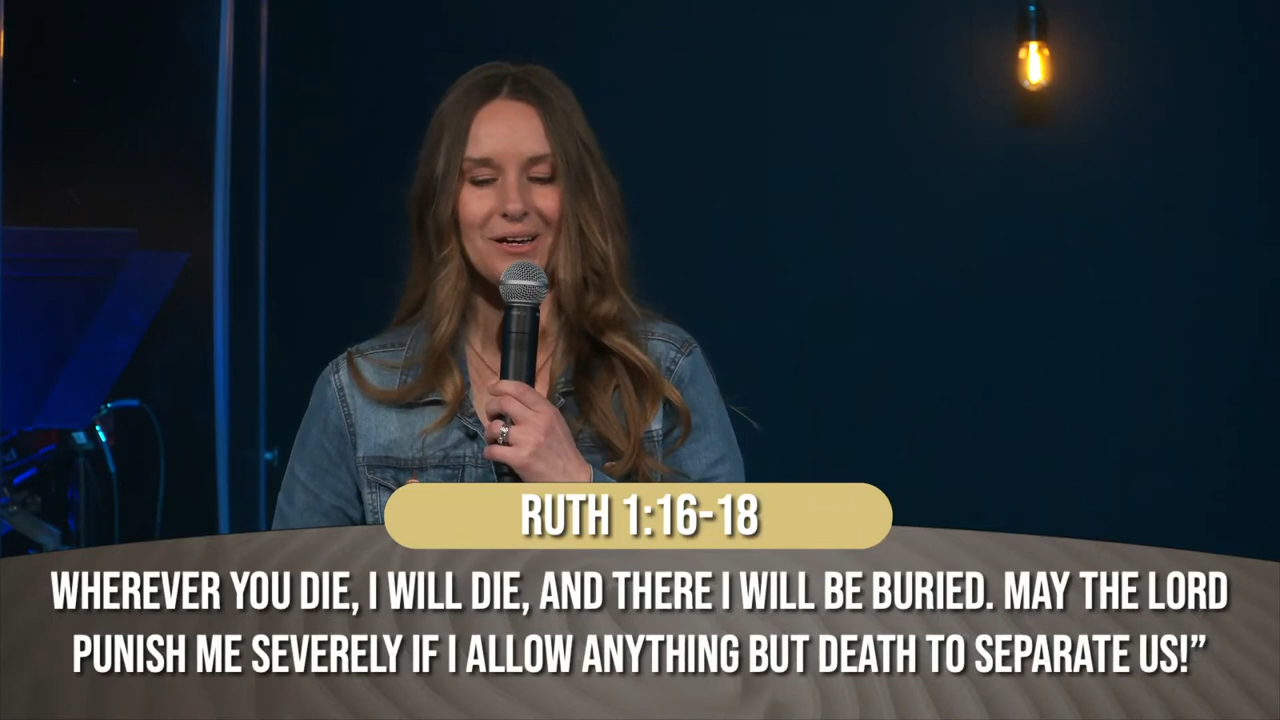 RUTH 1:16-18
WHEREVER YOU DIE, I WILL DIE, AND THERE I WILL BE BURIED. MAY THE LORD
PUNISH ME SEVERELY IF I ALLOW ANYTHING BUT DEATH TO SEPARATE US!”